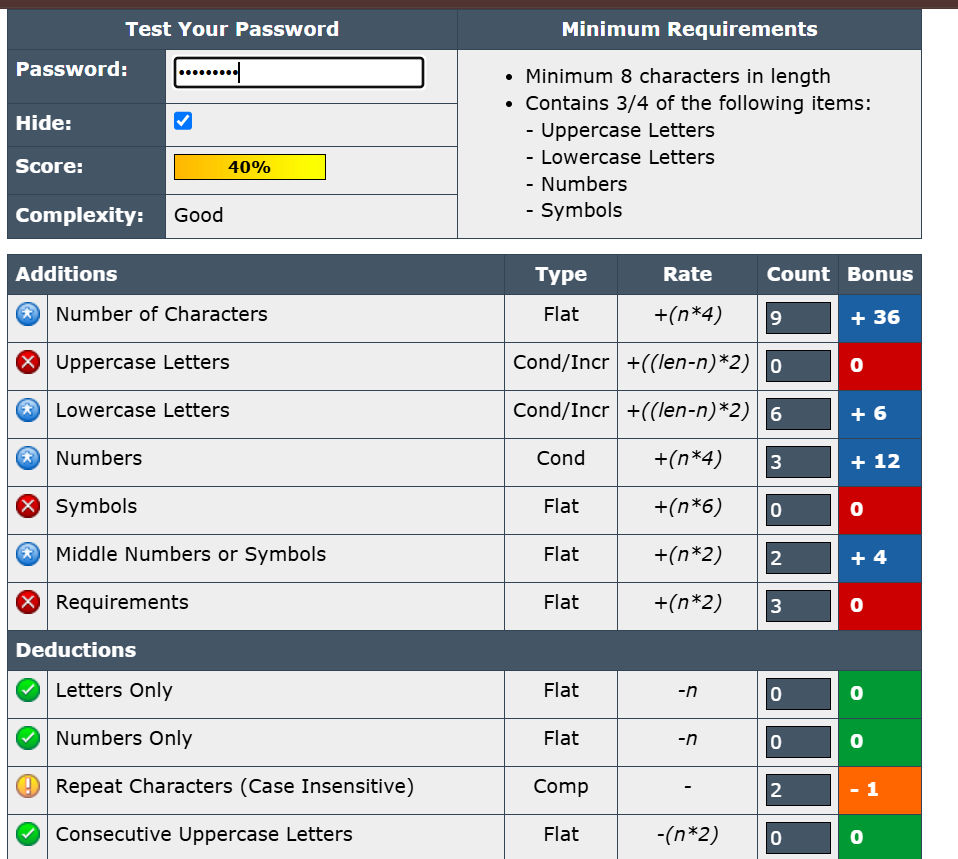 Test Your Password Minimum Requirements
Password: •••••••••
Hide:
Score: 40%
Complexity: Good
• Minimum 8 characters in length
• Contains 3/4 of the following items:
- Uppercase Letters
- Lowercase Letters
- Numbers
- Symbols
Additions Type Rate Count Bonus
Number of Characters Flat +(n*4) 9 + 36
Uppercase Letters Cond/Incr +((len-n)*2) 0 0
Lowercase Letters Cond/Incr +((len-n)*2) 6 + 6
Numbers Cond +(n*4) 3 + 12
Symbols Flat +(n*6) 0 0
Middle Numbers or Symbols Flat +(n*2) 2 + 4
Requirements Flat +(n*2) 3 0
Deductions
Letters Only Flat -n 0 0
Numbers Only Flat -n 0 0
Repeat Characters (Case Insensitive) Comp - 2 - 1
Consecutive Uppercase Letters Flat -(n*2) 0 0